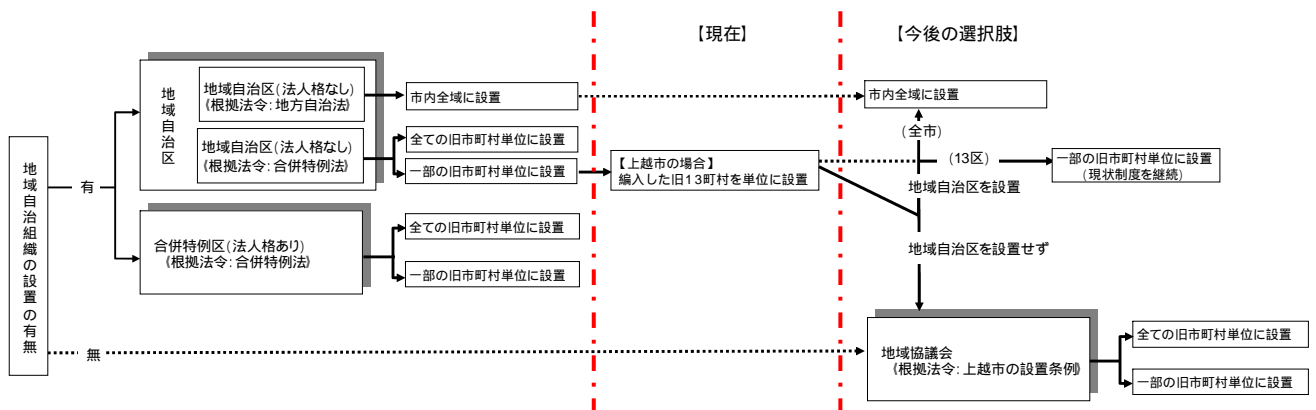 【現在】
【今後の選択肢】
地域自治組織の設置の有無
有
無
地域自治区
地域自治区(法人格なし)
(根拠法令:地方自治法)
地域自治区(法人格なし)
(根拠法令:合併特例法)
市内全域に設置
全ての旧市町村単位に設置
一部の旧市町村単位に設置
合併特例区(法人格あり)
(根拠法令:合併特例法)
全ての旧市町村単位に設置
一部の旧市町村単位に設置
【上越市の場合】
編入した旧13町村を単位に設置
市内全域に設置
(全市)
(13区)
地域自治区を設置
一部の旧市町村単位に設置
(現状制度を継続)
地域自治区を設置せず
地域協議会
(根拠法令:上越市の設置条例)
全ての旧市町村単位に設置
一部の旧市町村単位に設置